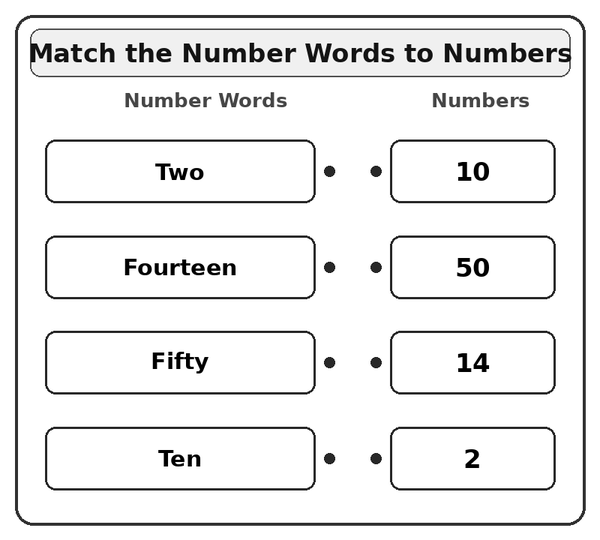 Match the Number Words to Numbers
Number Words Numbers
Two 10
Fourteen 50
Fifty 14
Ten 2